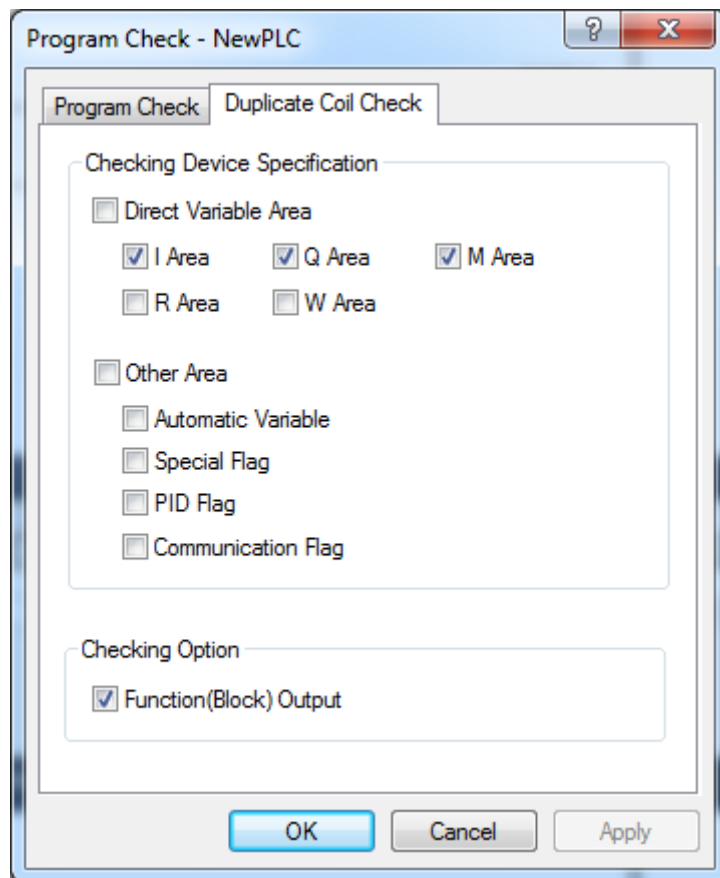 Program Check - NewPLC
Program Check Duplicate Coil Check
Checking Device Specification
Direct Variable Area
I Area Q Area M Area
R Area W Area
Other Area
Automatic Variable
Special Flag
PID Flag
Communication Flag
Checking Option
Function(Block) Output
OK Cancel Apply